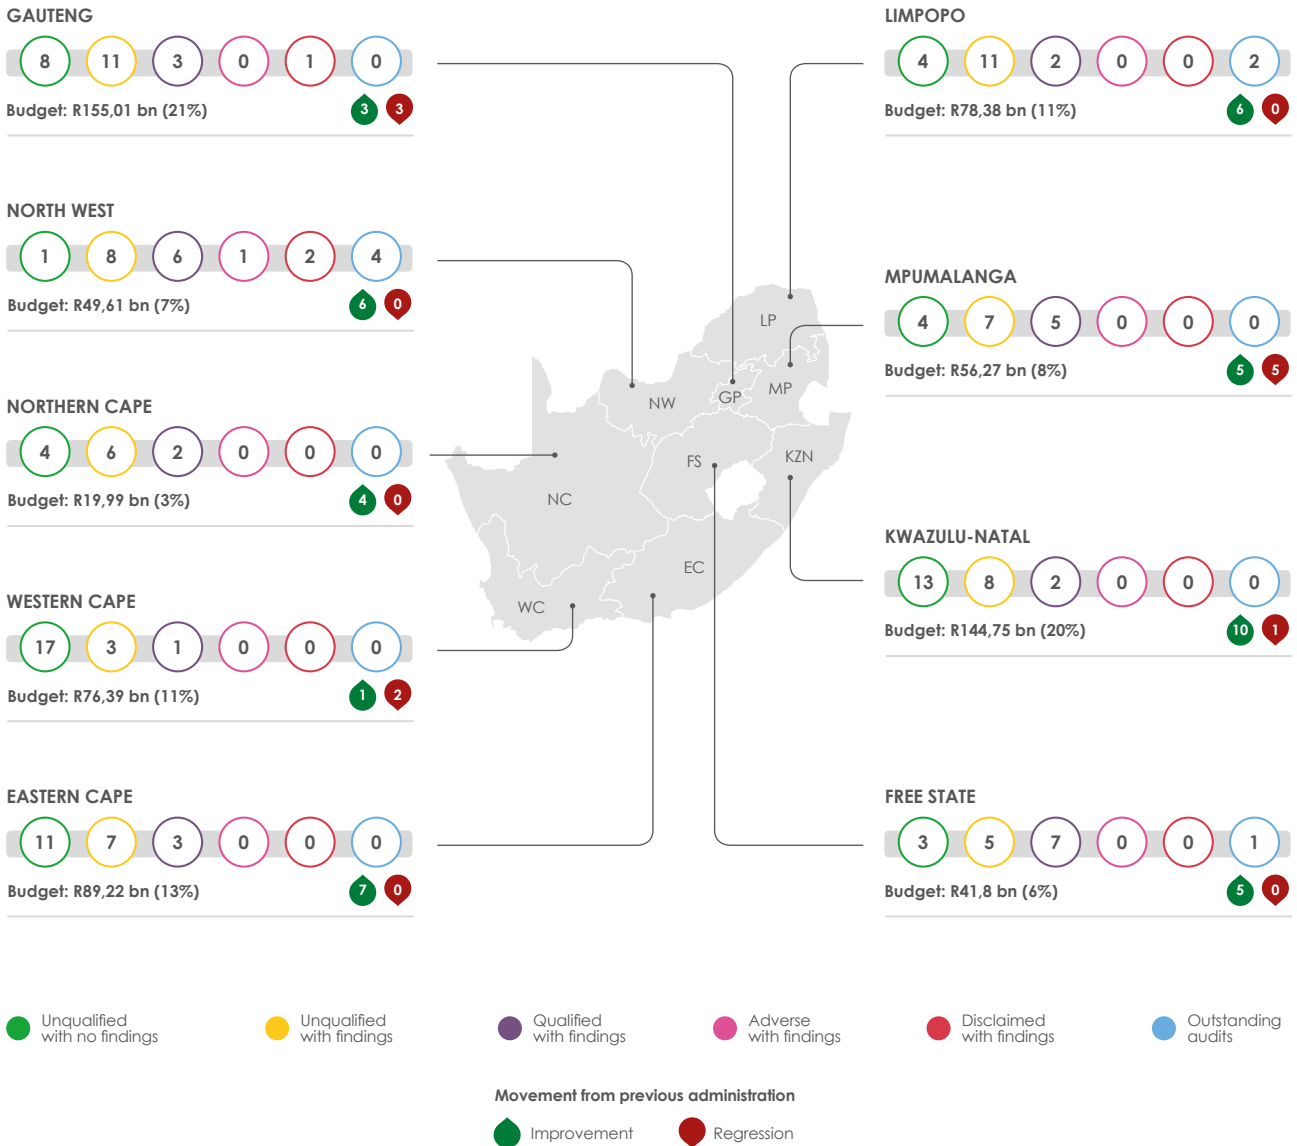 GAUTENG
8 11 3 0 1 0
Budget: R155,01 bn (21%)
3 3
NORTH WEST
1 8 6 1 2 4
Budget: R49,61 bn (7%)
6 0
NORTHERN CAPE
4 6 2 0 0 0
Budget: R19,99 bn (3%)
4 0
WESTERN CAPE
17 3 1 0 0 0
Budget: R76,39 bn (11%)
1 2
EASTERN CAPE
11 7 3 0 0 0
Budget: R89,22 bn (13%)
7 0
LP
MP
GP
NW
KZN
FS
NC
EC
WC
LIMPOPO
4 11 2 0 0 2
Budget: R78,38 bn (11%)
6 0
MPUMALANGA
4 7 5 0 0 0
Budget: R56,27 bn (8%)
5 5
KWAZULU-NATAL
13 8 2 0 0 0
Budget: R144,75 bn (20%)
10 1
FREE STATE
3 5 7 0 0 1
Budget: R41,8 bn (6%)
5 0
Unqualified
with no findings
Unqualified
with findings
Qualified
with findings
Adverse
with findings
Disclaimed
with findings
Outstanding
audits
Movement from previous administration
Improvement
Regression